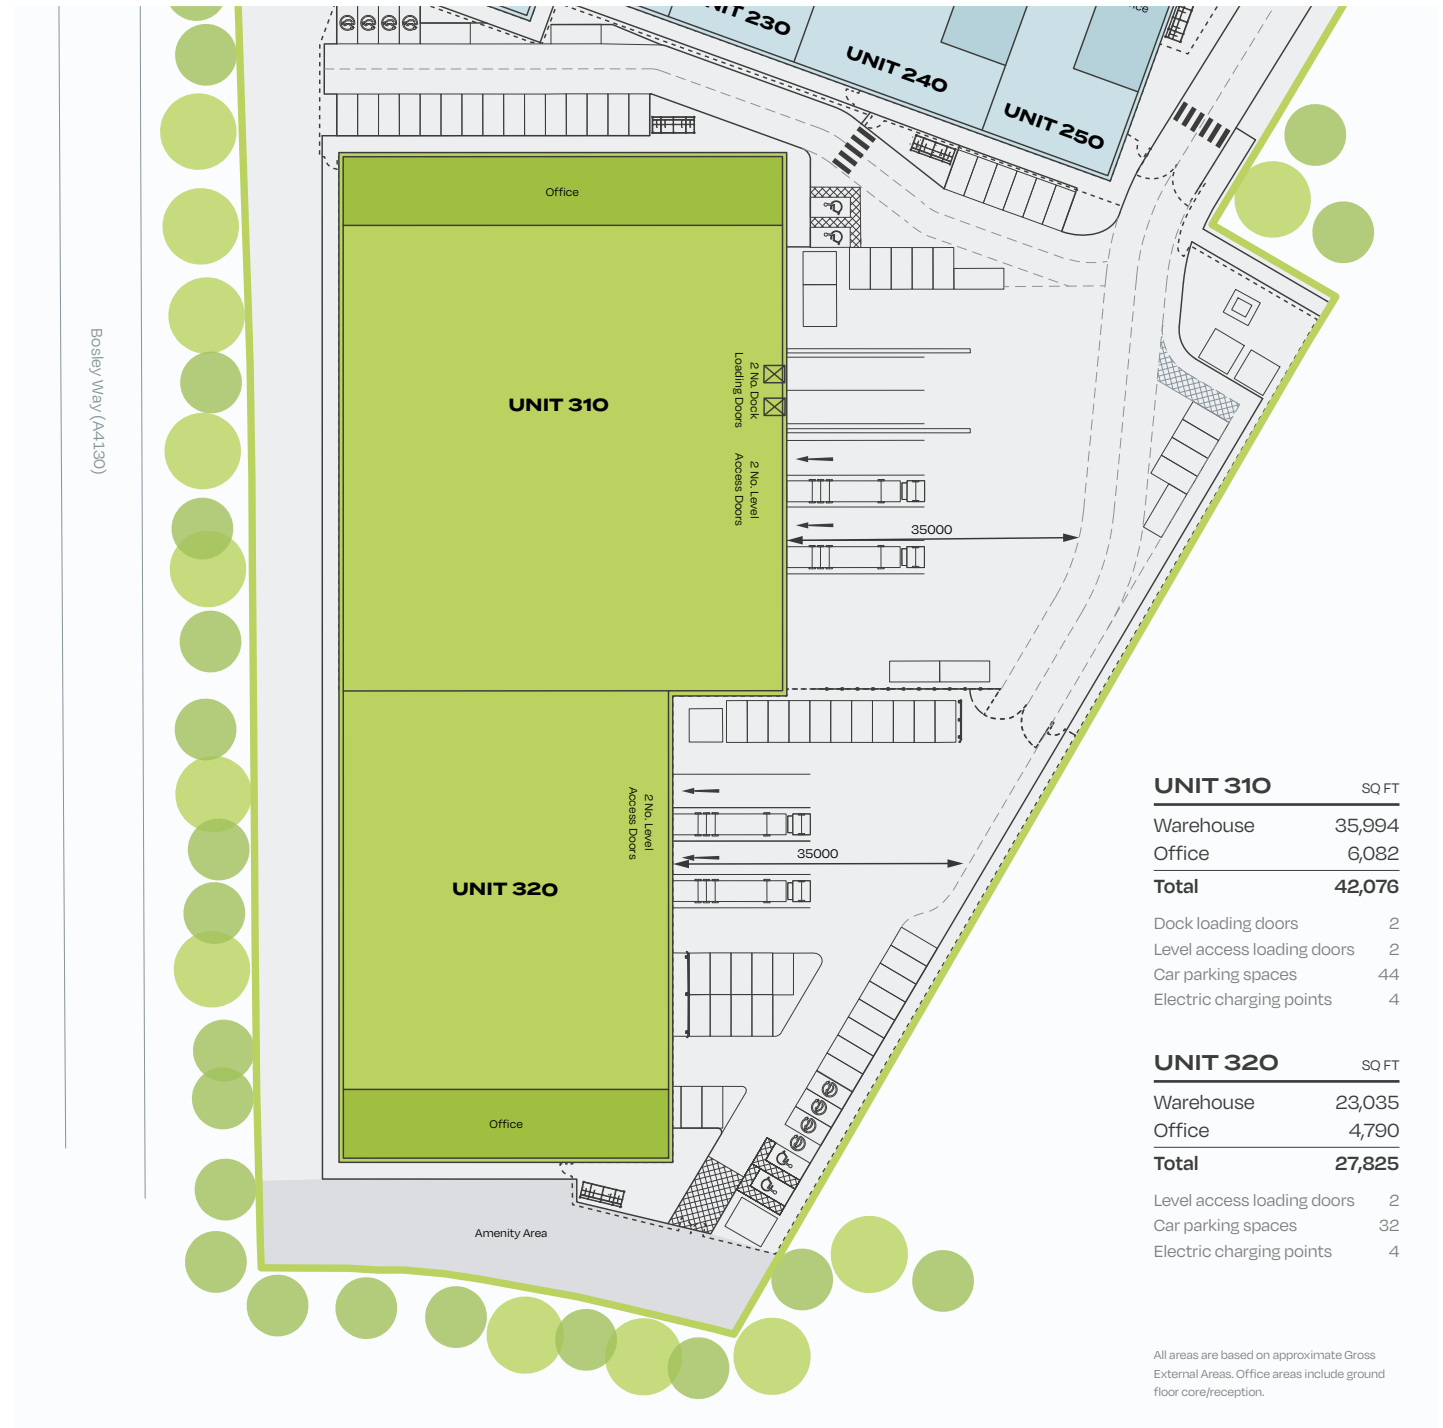 UNIT 230
UNIT 240
UNIT 250
Office
UNIT 310
2 No. Dock
Loading Doors
2 No. Level
Access Doors
35000
Bosley Way (A4130)
2 No. Level
Access Doors
35000
UNIT 320
Office
Amenity Area
UNIT 310 SQ FT
Warehouse 35,994
Office 6,082
Total 42,076
Dock loading doors 2
Level access loading doors 2
Car parking spaces 44
Electric charging points 4
UNIT 320 SQ FT
Warehouse 23,035
Office 4,790
Total 27,825
Level access loading doors 2
Car parking spaces 32
Electric charging points 4
All areas are based on approximate Gross
External Areas. Office areas include ground
floor core/reception.